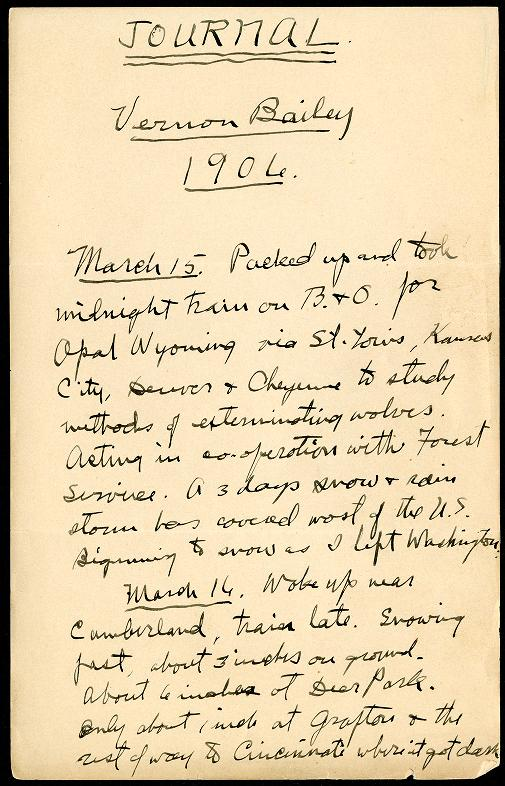 JOURNAL.
Vernon Bailey
1906.
March 15. Packed up and took
midnight train on B. & O. for
Opal Wyoming via St. Louis, Kansas
City, Denver & Cheyenne to study
methods of exterminating wolves.
Acting in co-operation with Forest
Service. A 3 days snow & rain
storm has covered most of the U.S.
Biginning to snow as I left Washington.
March 16. Woke up near
Cumberland, train late. Snowing
fast, about 3 inches on ground.
About 6 inches at Deer Park.
Only about 1 inch at Grafton & the
rest of way to Cincinnati where it got dark